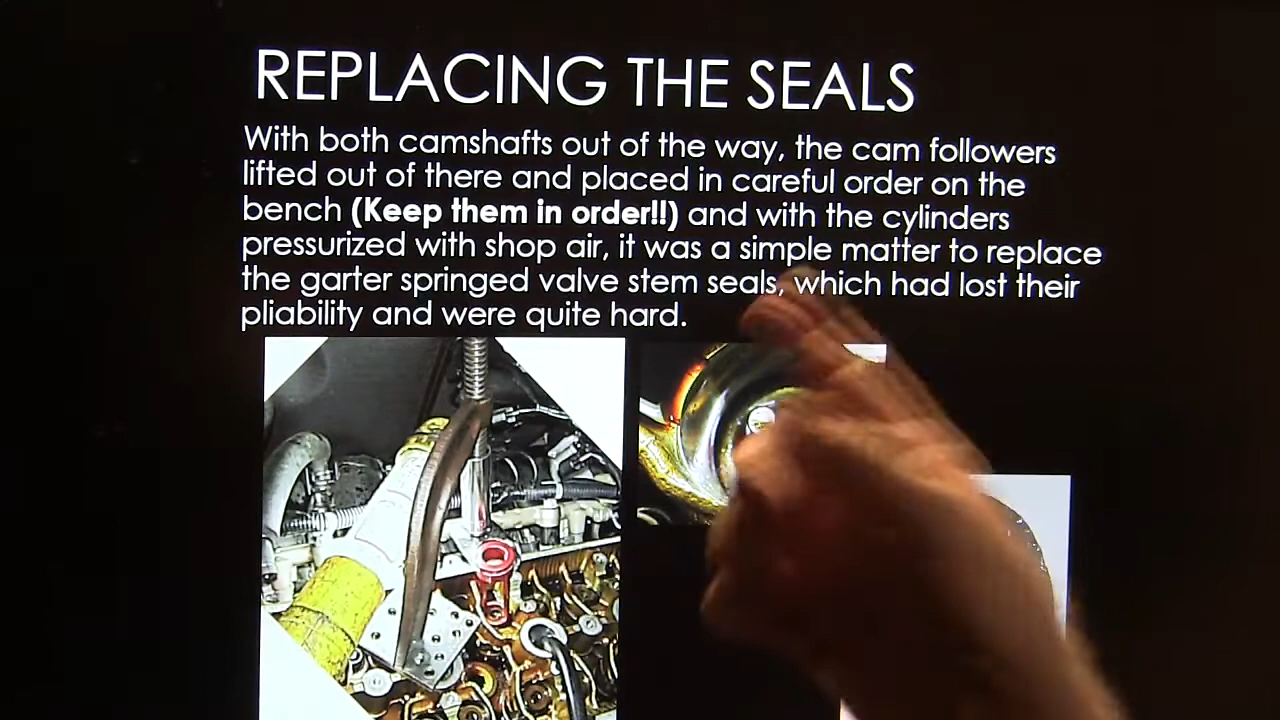 REPLACING THE SEALS
With both camshafts out of the way, the cam followers
lifted out of there and placed in careful order on the
bench (Keep them in order!!) and with the cylinders
pressurized with shop air, it was a simple matter to replace
the garter springed valve stem seals, which had lost their
pliability and were quite hard.